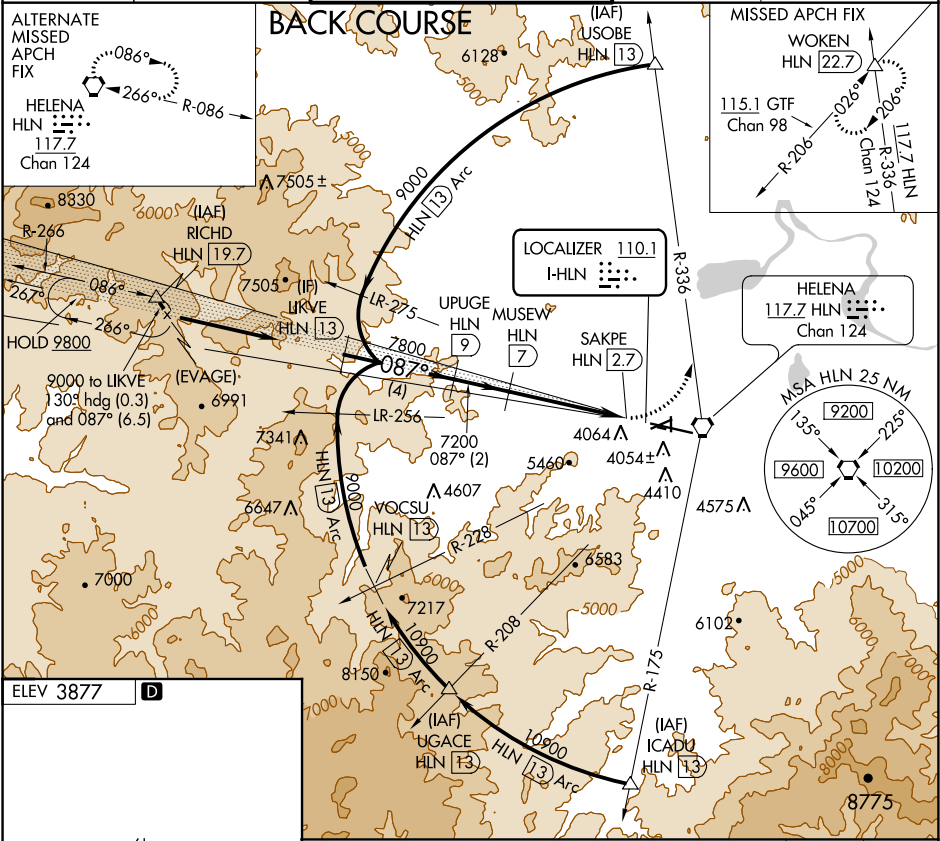 BACK COURSE
ALTERNATE
MISSED
APCH
FIX
086°
266°
R-086
HELENA
HLN
117.7
Chan 124
6128
5000
(IAF)
USOBE
HLN 13
MISSED APCH FIX
WOKEN
HLN 22.7
115.1 GTF
Chan 98
026°
206°
R-206
117.7 HLN
R-336
Chan 124
5000
7505±
8330
6000
R-266
(IAF)
RICHD
HLN 19.7
9000
HLN 13 Arc
LOCALIZER 110.1
I-HLN
R-336
HELENA
117.7 HLN
Chan 124
086°
267°
266°
HOLD 9800
7505
(IF)
LIKVE
HLN 13
LR-275
UPUGE
HLN
9
MUSEW
HLN
7
SAKPE
HLN 2.7
7800
087°
(4)
9000 to LIKVE
130° hdg (0.3)
and 087° (6.5)
(EVAGE)
6991
LR-256
7200
087° (2)
4064
4054±
4410
MSA HLN 25 NM
135°
9200
225°
9600
10200
045°
315°
10700
7341
9000
HLN 13 Arc
5460
4607
4575
6647
VOCSU
HLN 13
R-228
6583
7000
6000
7217
5000
5000
6000
R-208
6102
10900
HLN 13 Arc
8150
R-175
ELEV 3877 D
7000
(IAF)
UGACE
HLN 13
10900
HLN 13 Arc
(IAF)
ICADU
HLN 13
8000
8775